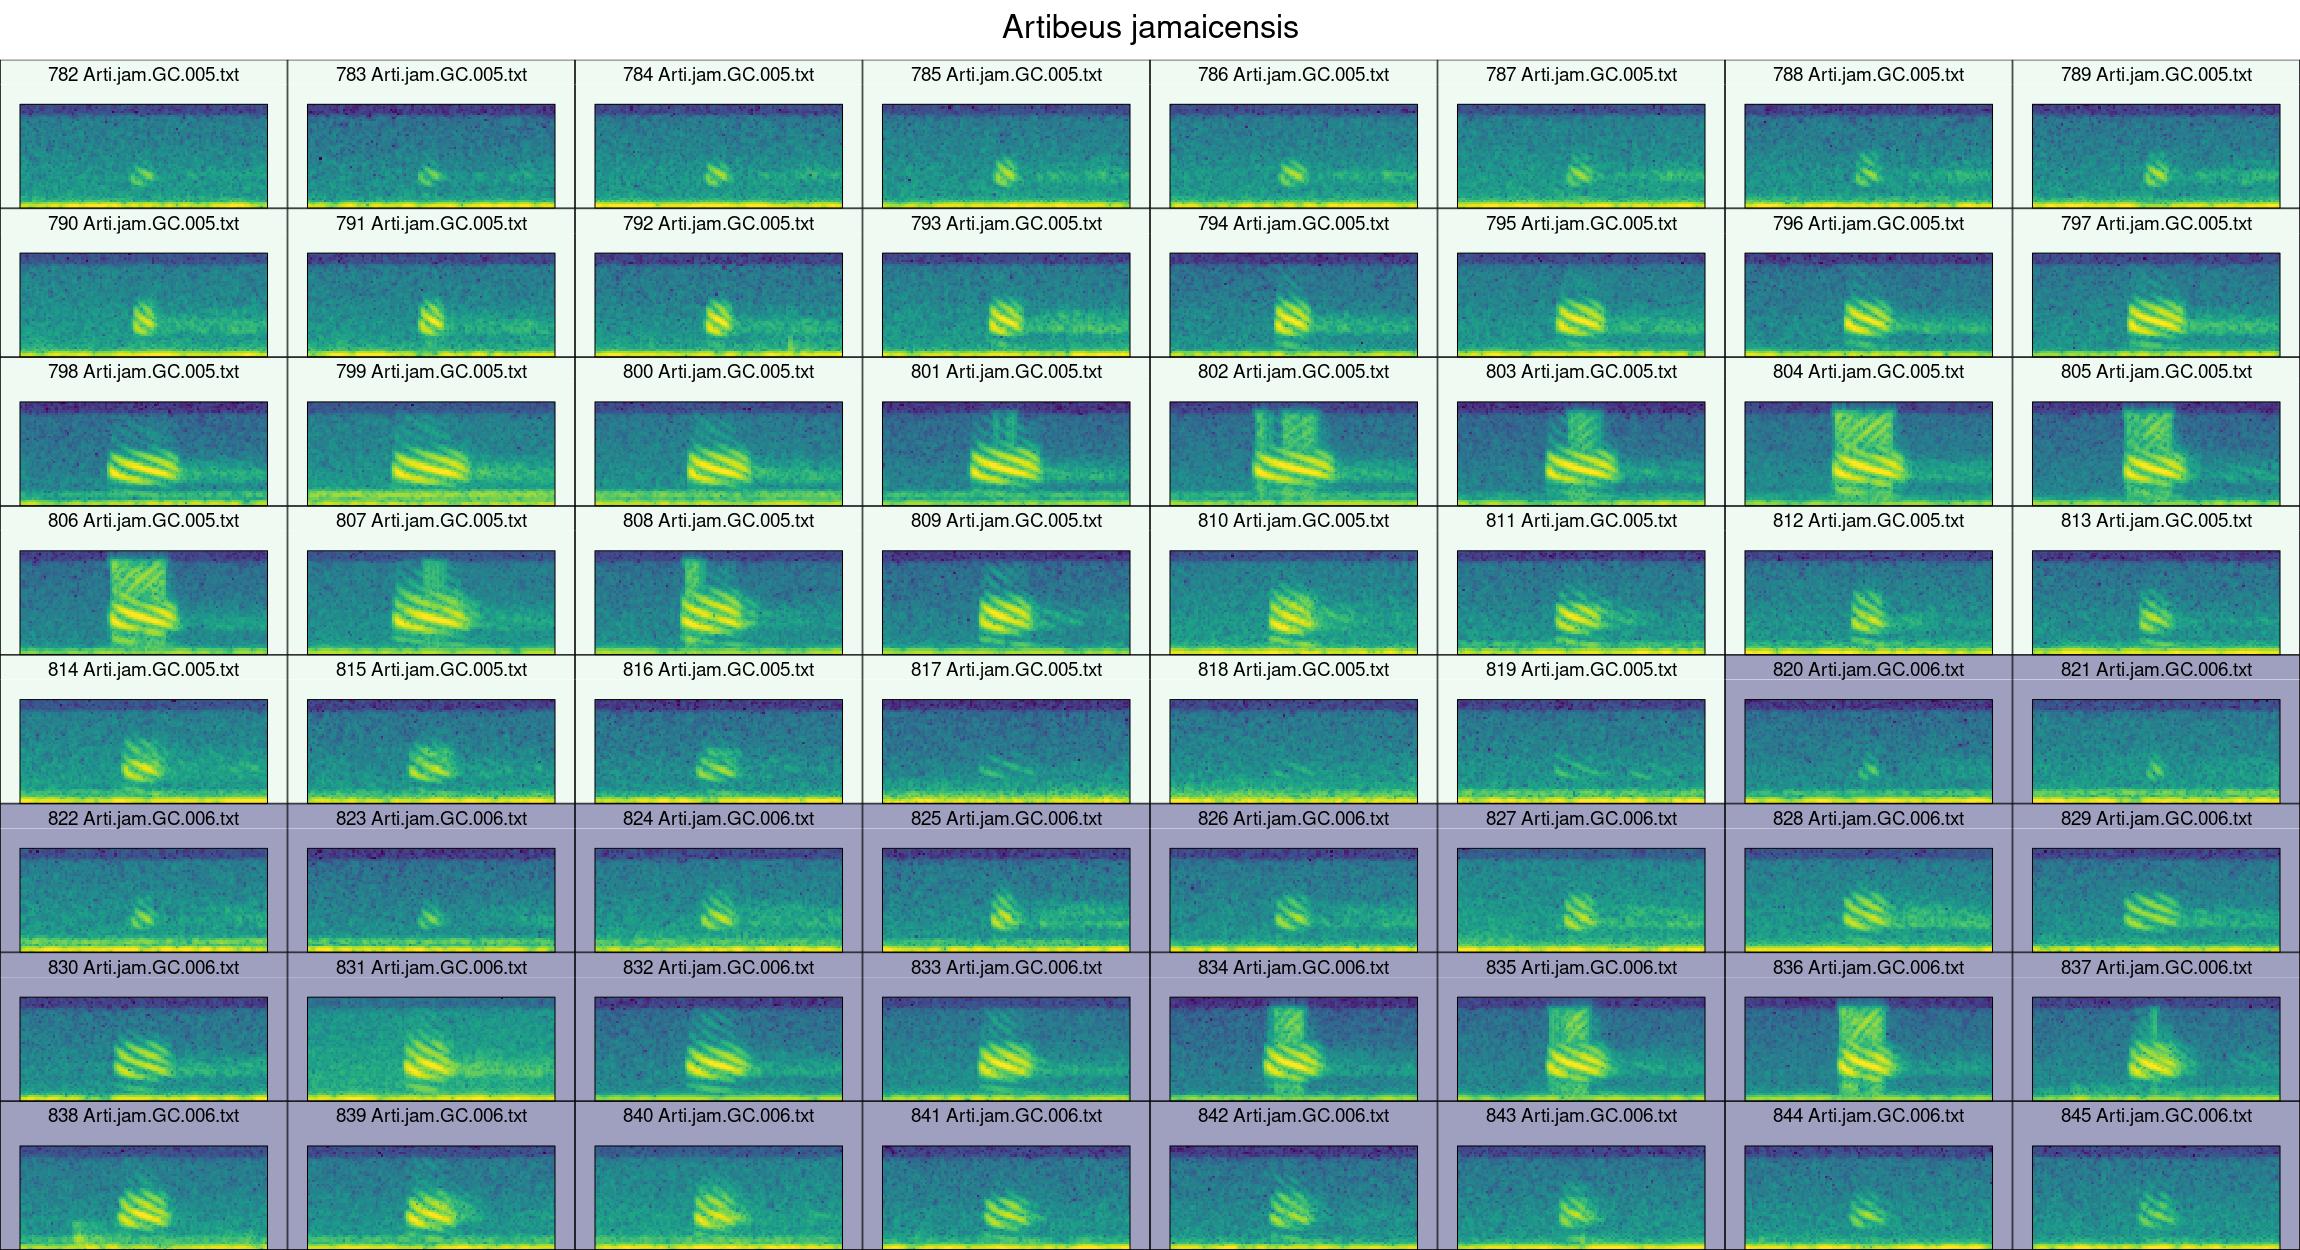 Artibeus jamaicensis
782 Arti.jam.GC.005.txt 783 Arti.jam.GC.005.txt 784 Arti.jam.GC.005.txt 785 Arti.jam.GC.005.txt 786 Arti.jam.GC.005.txt 787 Arti.jam.GC.005.txt 788 Arti.jam.GC.005.txt 789 Arti.jam.GC.005.txt
790 Arti.jam.GC.005.txt 791 Arti.jam.GC.005.txt 792 Arti.jam.GC.005.txt 793 Arti.jam.GC.005.txt 794 Arti.jam.GC.005.txt 795 Arti.jam.GC.005.txt 796 Arti.jam.GC.005.txt 797 Arti.jam.GC.005.txt
798 Arti.jam.GC.005.txt 799 Arti.jam.GC.005.txt 800 Arti.jam.GC.005.txt 801 Arti.jam.GC.005.txt 802 Arti.jam.GC.005.txt 803 Arti.jam.GC.005.txt 804 Arti.jam.GC.005.txt 805 Arti.jam.GC.005.txt
806 Arti.jam.GC.005.txt 807 Arti.jam.GC.005.txt 808 Arti.jam.GC.005.txt 809 Arti.jam.GC.005.txt 810 Arti.jam.GC.005.txt 811 Arti.jam.GC.005.txt 812 Arti.jam.GC.005.txt 813 Arti.jam.GC.005.txt
814 Arti.jam.GC.005.txt 815 Arti.jam.GC.005.txt 816 Arti.jam.GC.005.txt 817 Arti.jam.GC.005.txt 818 Arti.jam.GC.005.txt 819 Arti.jam.GC.005.txt 820 Arti.jam.GC.006.txt 821 Arti.jam.GC.006.txt
822 Arti.jam.GC.006.txt 823 Arti.jam.GC.006.txt 824 Arti.jam.GC.006.txt 825 Arti.jam.GC.006.txt 826 Arti.jam.GC.006.txt 827 Arti.jam.GC.006.txt 828 Arti.jam.GC.006.txt 829 Arti.jam.GC.006.txt
830 Arti.jam.GC.006.txt 831 Arti.jam.GC.006.txt 832 Arti.jam.GC.006.txt 833 Arti.jam.GC.006.txt 834 Arti.jam.GC.006.txt 835 Arti.jam.GC.006.txt 836 Arti.jam.GC.006.txt 837 Arti.jam.GC.006.txt
838 Arti.jam.GC.006.txt 839 Arti.jam.GC.006.txt 840 Arti.jam.GC.006.txt 841 Arti.jam.GC.006.txt 842 Arti.jam.GC.006.txt 843 Arti.jam.GC.006.txt 844 Arti.jam.GC.006.txt 845 Arti.jam.GC.006.txt